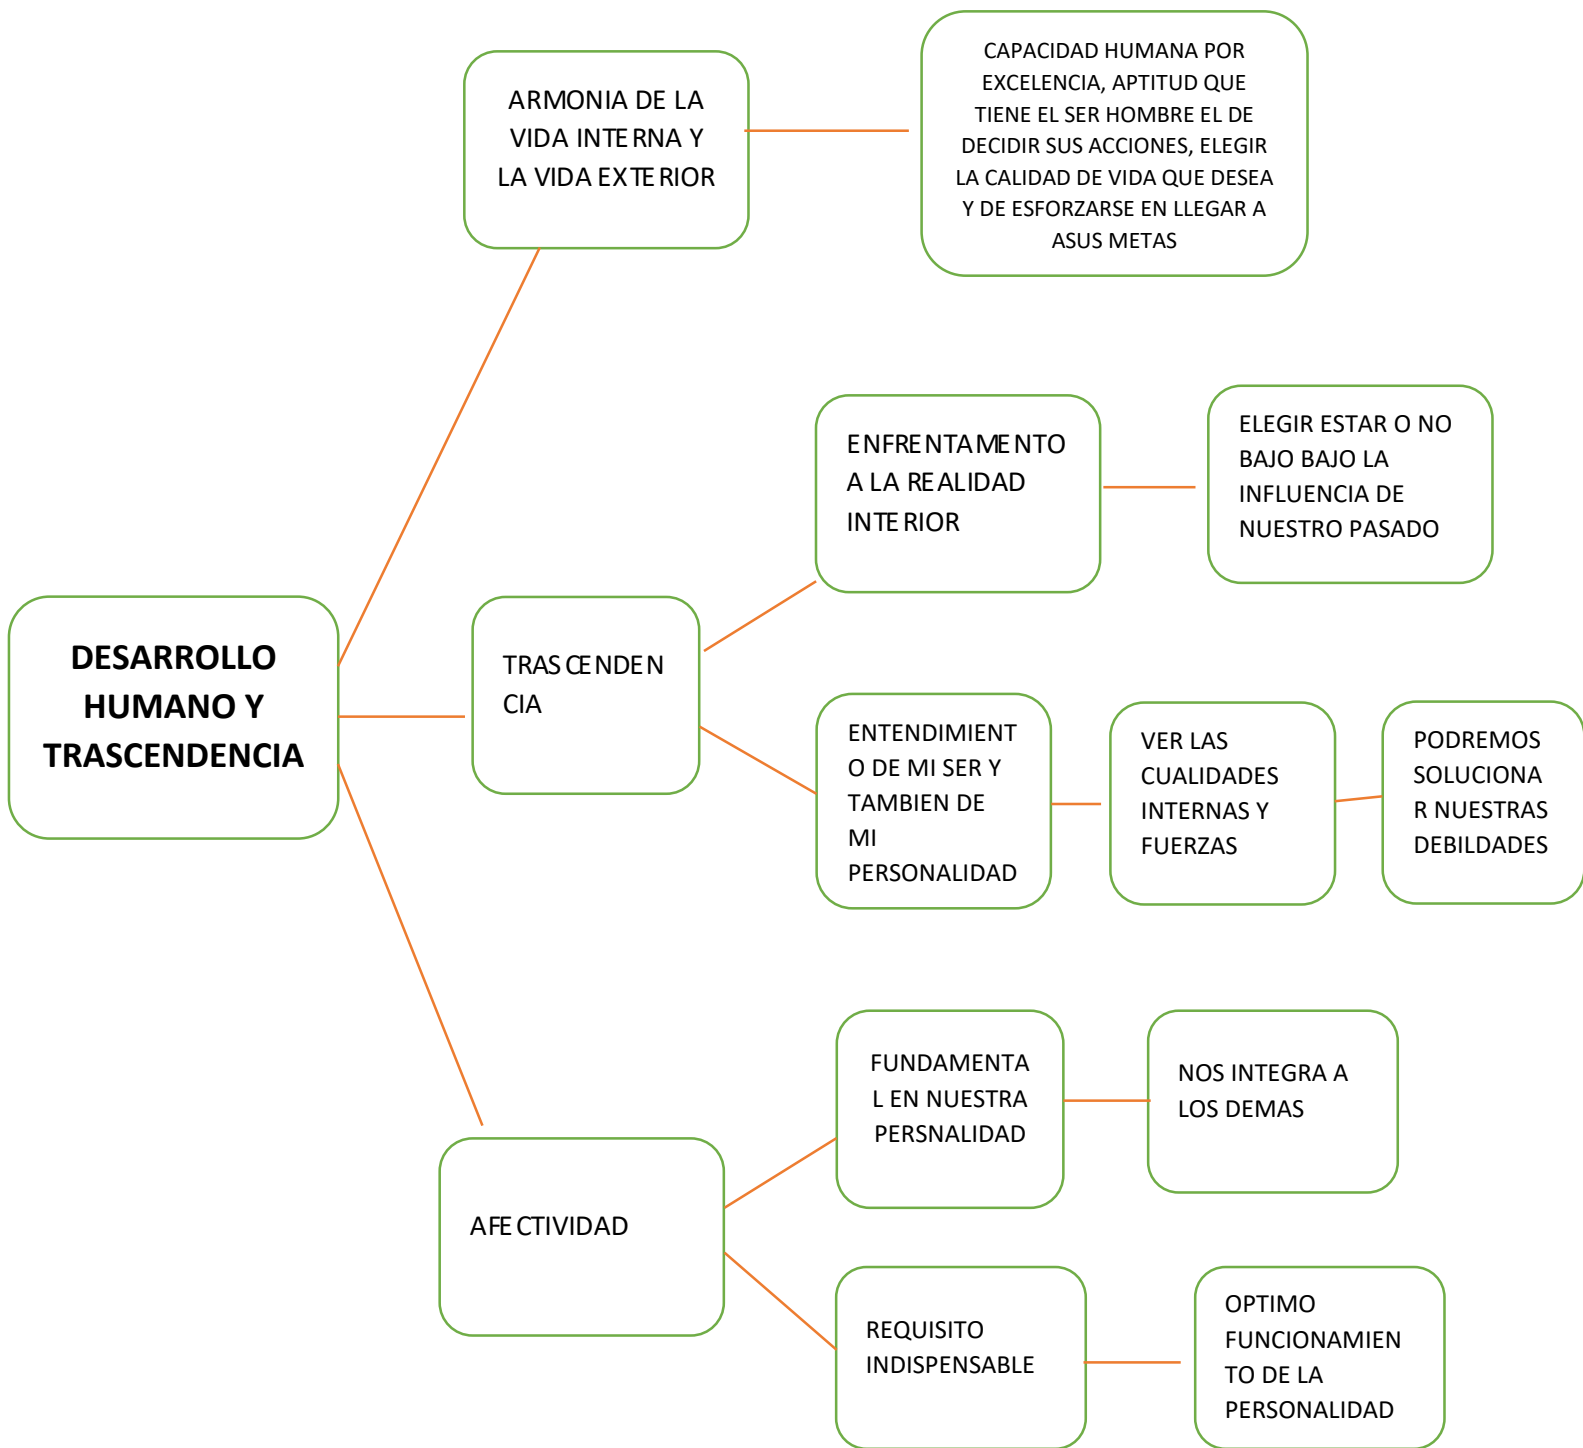 ARMONIA DE LA
VIDA INTERNA Y
LA VIDA EXTERIOR
CAPACIDAD HUMANA POR
EXCELENCIA, APTITUD QUE
TIENE EL SER HOMBRE EL DE
DECIDIR SUS ACCIONES, ELEGIR
LA CALIDAD DE VIDA QUE DESEA
Y DE ESFORZARSE EN LLEGAR A
ASUS METAS
ENFRENTAMENTO
A LA REALIDAD
INTERIOR
ELEGIR ESTAR O NO
BAJO BAJO LA
INFLUENCIA DE
NUESTRO PASADO
DESARROLLO
HUMANO Y
TRASCENDENCIA
TRASCENDEN
CIA
ENTENDIMIENT
O DE MI SER Y
TAMBIEN DE
MI
PERSONALIDAD
VER LAS
CUALIDADES
INTERNAS Y
FUERZAS
PODREMOS
SOLUCIONA
R NUESTRAS
DEBILDADES
FUNDAMENTA
L EN NUESTRA
PERSNALIDAD
NOS INTEGRA A
LOS DEMAS
AFECTIVIDAD
REQUISITO
INDISPENSABLE
OPTIMO
FUNCIONAMIEN
TO DE LA
PERSONALIDAD